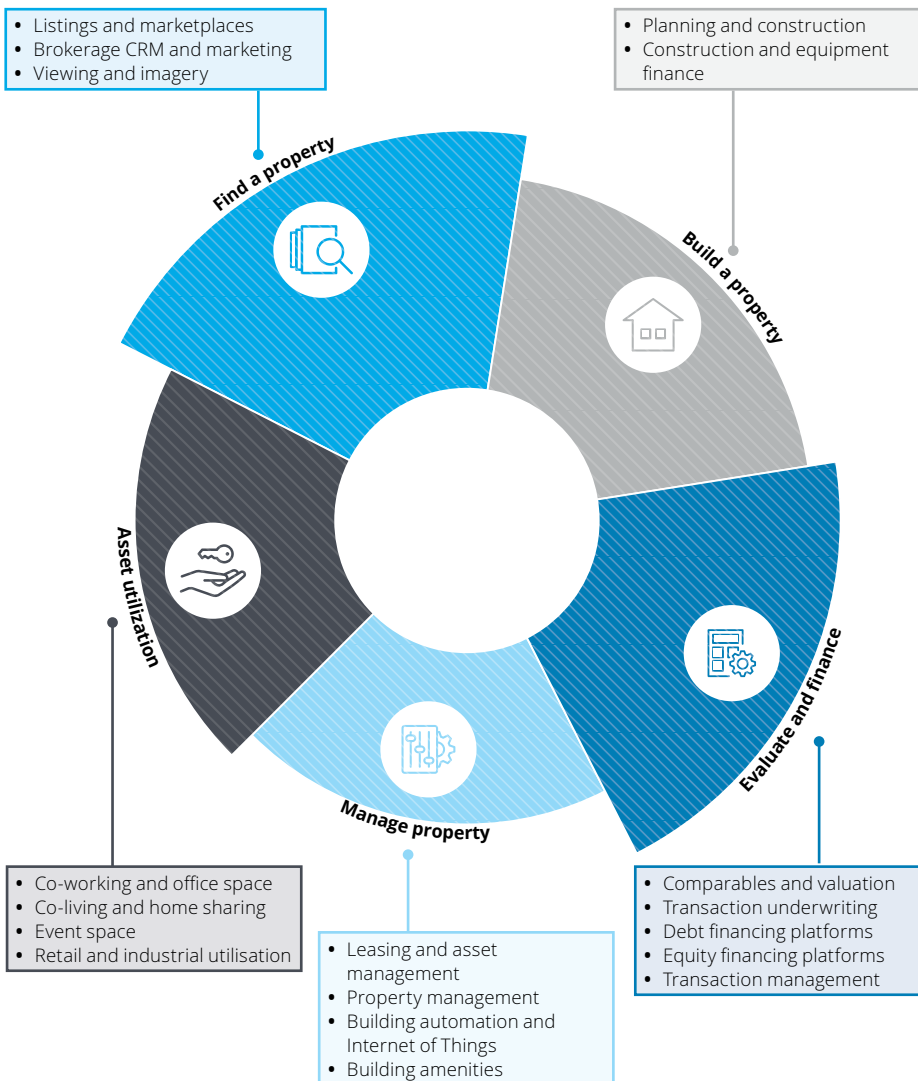 • Listings and marketplaces
• Brokerage CRM and marketing
• Viewing and imagery
• Planning and construction
• Construction and equipment
finance
Find a property
Build a property
Asset utilization
Evaluate and finance
Manage property
• Co-working and office space
• Co-living and home sharing
• Event space
• Retail and industrial utilisation
• Leasing and asset
management
• Property management
• Building automation and
Internet of Things
• Building amenities
• Comparables and valuation
• Transaction underwriting
• Debt financing platforms
• Equity financing platforms
• Transaction management